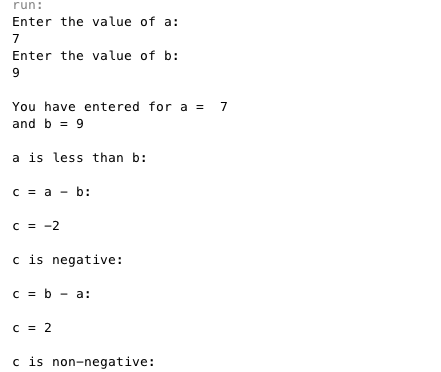 run:
Enter the value of a:
7
Enter the value of b:
9
You have entered for a =  7
and b = 9
a is less than b:
c = a - b:
c = -2
c is negative:
c = b - a:
c = 2
c is non-negative: